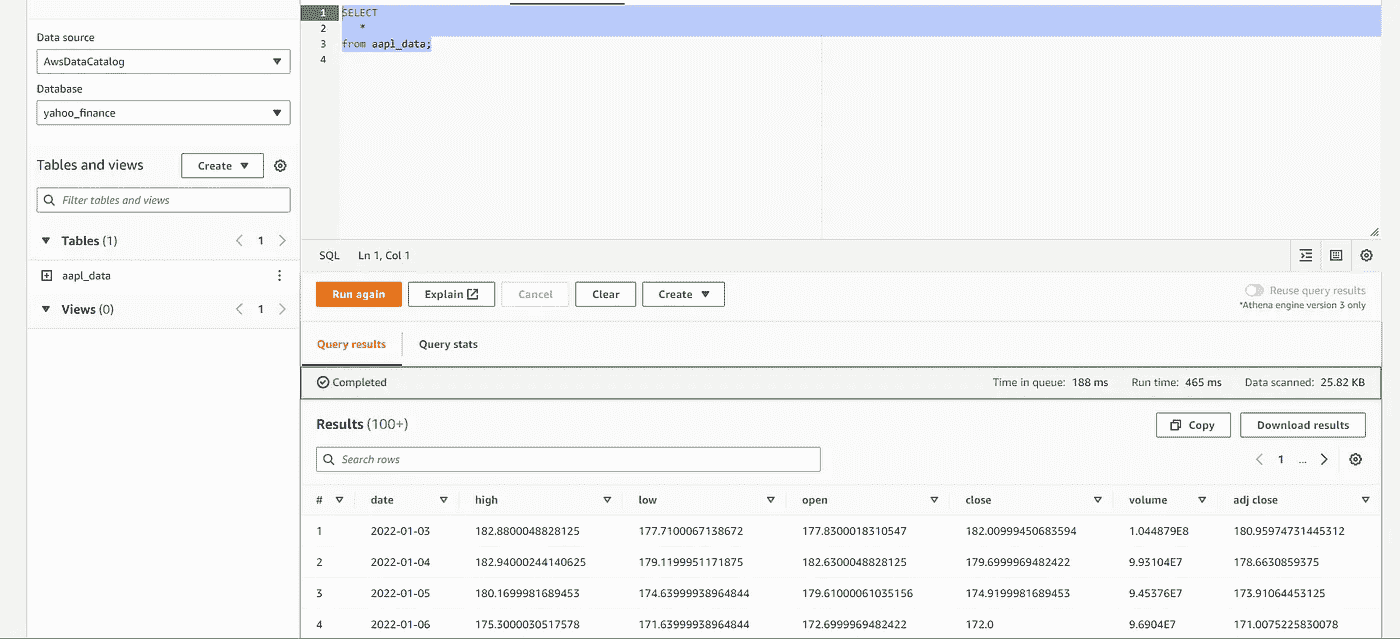 Data source
AwsDataCatalog
Database
yahoo_finance
Tables and views
Create
Filter tables and views
Tables (1)
1
aapl_data
Views (0)
1
1 SELECT
2 *
3 from aapl_data;
4
SQL Ln 1, Col 1
Run again Explain Cancel Clear Create
Reuse query results
*Athena engine version 3 only
Query results Query stats
Completed Time in queue: 188 ms Run time: 465 ms Data scanned: 25.82 KB
Results (100+) Copy Download results
Search rows 1 ...
# date high low open close volume adj close
1 2022-01-03 182.8800048828125 177.7100067138672 177.8300018310547 182.00999450683594 1.044879E8 180.95974731445312
2 2022-01-04 182.94000244140625 179.1199951171875 182.6300048828125 179.6999969482422 9.93104E7 178.6630859375
3 2022-01-05 180.1699981689453 174.63999938964844 179.61000061035156 174.9199981689453 9.45376E7 173.91064453125
4 2022-01-06 175.3000030517578 171.63999938964844 172.6999969482422 172.0 9.6904E7 171.0075225830078